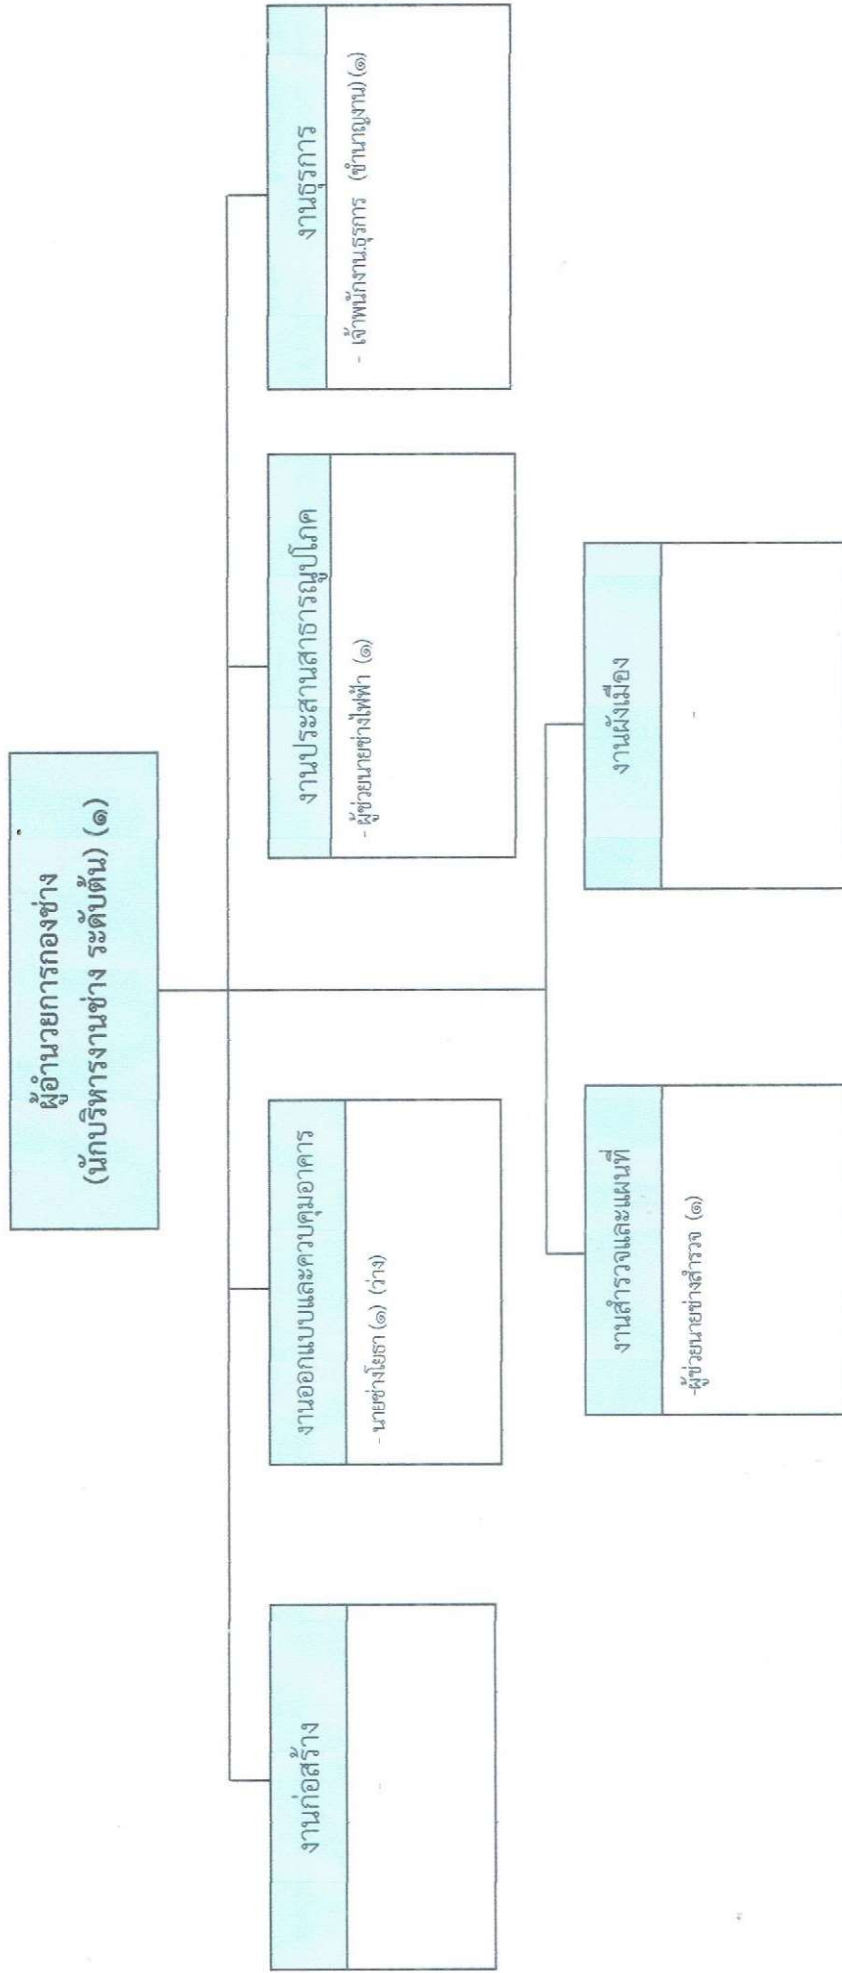 ผู้อำนวยการกองช่าง
(นักบริหารงานช่าง ระดับต้น) (๑)
งานก่อสร้าง
-
งานออกแบบและควบคุมอาคาร
- นายช่างโยธา (๑) (ว่าง)
งานประสานสาธารณูปโภค
- ผู้ช่วยนายช่างไฟฟ้า (๑)
งานธุรการ
- เจ้าพนักงานธุรการ (ชำนาญงาน) (๑)
งานสำรวจและแผนที่
-ผู้ช่วยนายช่างสำรวจ (๑)
งานผังเมือง
-